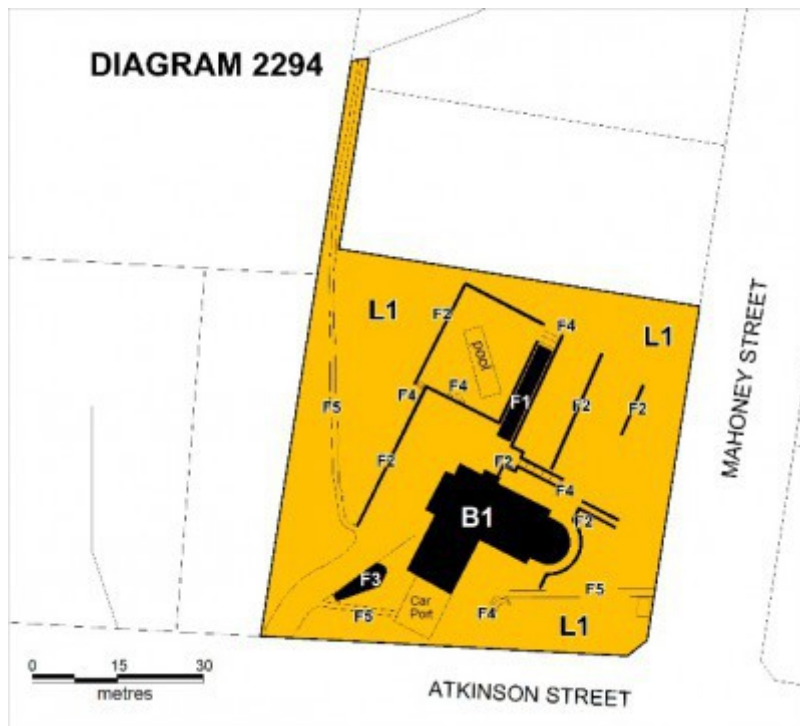 DIAGRAM 2294
L1
F2
F4
L1
pool
F4
F4
F1
F2
F2
F5
F2
F2
F4
B1
F2
F3
Car
Port
F5
F4
F5
L1
MAHONEY STREET
0 15 30
metres
ATKINSON STREET